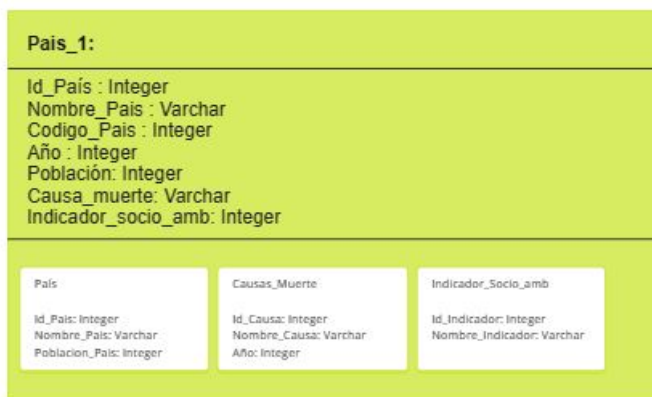 Pais_1:
Id_País : Integer
Nombre_Pais : Varchar
Codigo_Pais : Integer
Año : Integer
Población: Integer
Causa_muerte: Varchar
Indicador_socio_amb: Integer
País
Id_Pais: Integer
Nombre_Pais: Varchar
Poblacion_Pais: Integer
Causas_Muerte
Id_Causa: Integer
Nombre_Causa: Varchar
Año: Integer
Indicador_Socio_amb
Id_Indicador: Integer
Nombre_Indicador: Varchar